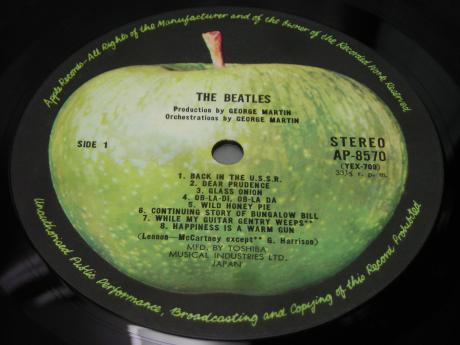 Apple Records-All Rights of the Manufacturer and of the Owner of the Recorded Work Reserved
THE BEATLES
Production by GEORGE MARTIN
Orchestrations by GEORGE MARTIN
SIDE 1
STEREO
AP-8570
(YEX-709)
33⅓ r. p. m.
1. BACK IN THE U.S.S.R.
2. DEAR PRUDENCE
3. GLASS ONION
4. OB-LA-DI, OB-LA DA
5. WILD HONEY PIE
6. CONTINUING STORY OF BUNGALOW BILL
7. WHILE MY GUITAR GENTRY WEEPS**
8. HAPPINESS IS A WARM GUN
(Lennon—McCartney except** G. Harrison)
MFD. BY TOSHIBA
MUSICAL INDUSTRIES LTD.
JAPAN
Unauthorised Public Performance, Broadcasting and Copying of this Record Prohibited